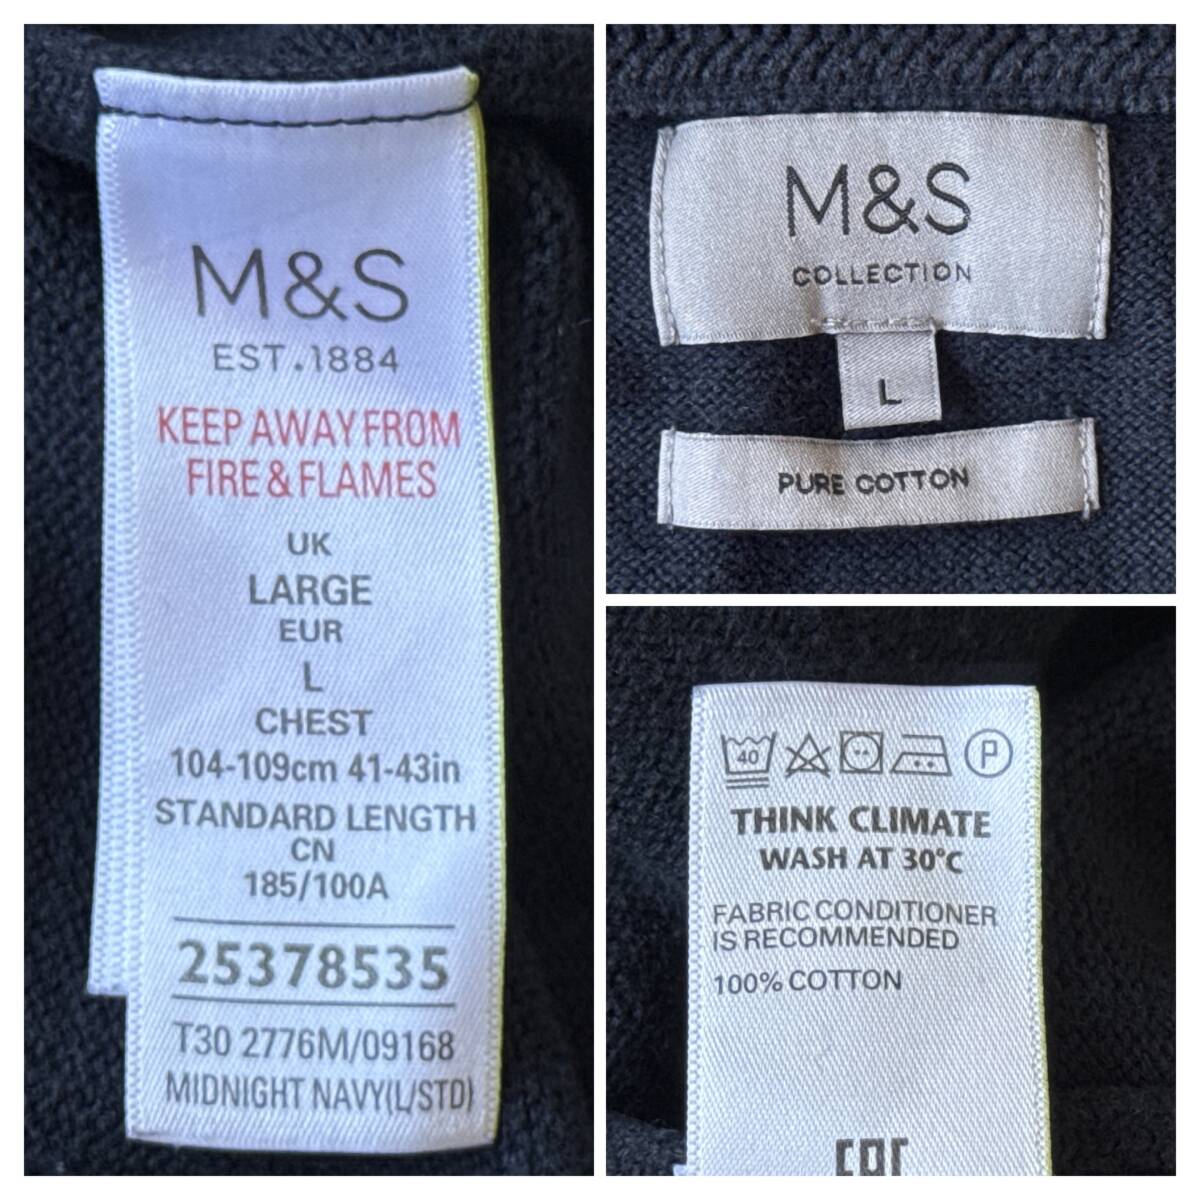 M&S
EST.1884
KEEP AWAY FROM
FIRE & FLAMES
UK
LARGE
EUR
L
CHEST
104-109cm 41-43in
STANDARD LENGTH
CN
185/100A
25378535
T30 2776M/09168
MIDNIGHT NAVY(L/STD)
M&S
COLLECTION
L
PURE COTTON
40
P
THINK CLIMATE
WASH AT 30°C
FABRIC CONDITIONER
IS RECOMMENDED
100% COTTON